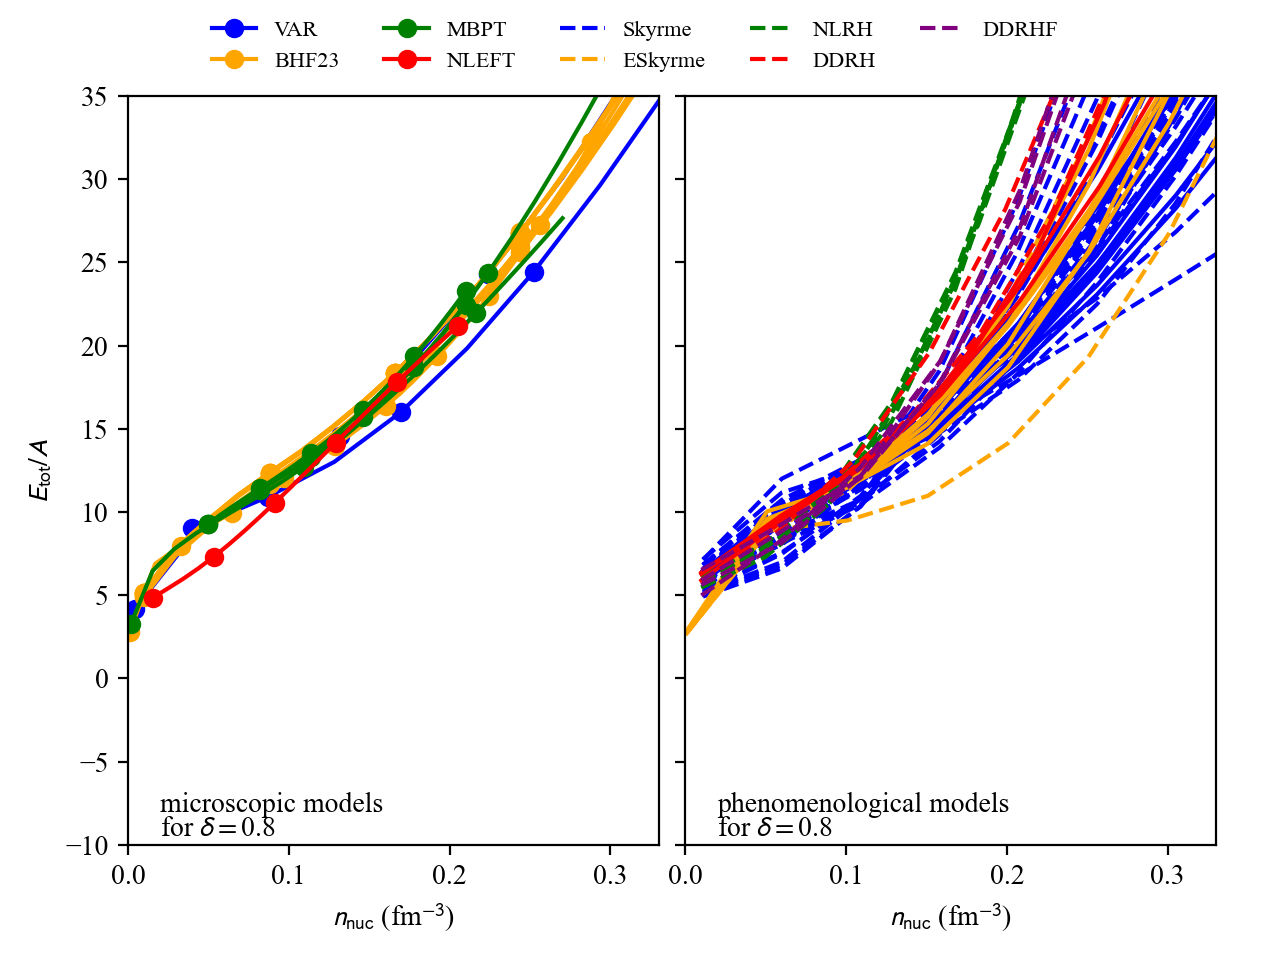 VAR MBPT Skyrme NLRH DDRHF
BHF23 NLEFT ESkyrme DDRH
35
30
25
20
15
10
5
0
−5
−10
E_tot/A
microscopic models
for δ = 0.8
phenomenological models
for δ = 0.8
0.0 0.1 0.2 0.3 0.0 0.1 0.2 0.3
n_nuc (fm⁻³) n_nuc (fm⁻³)